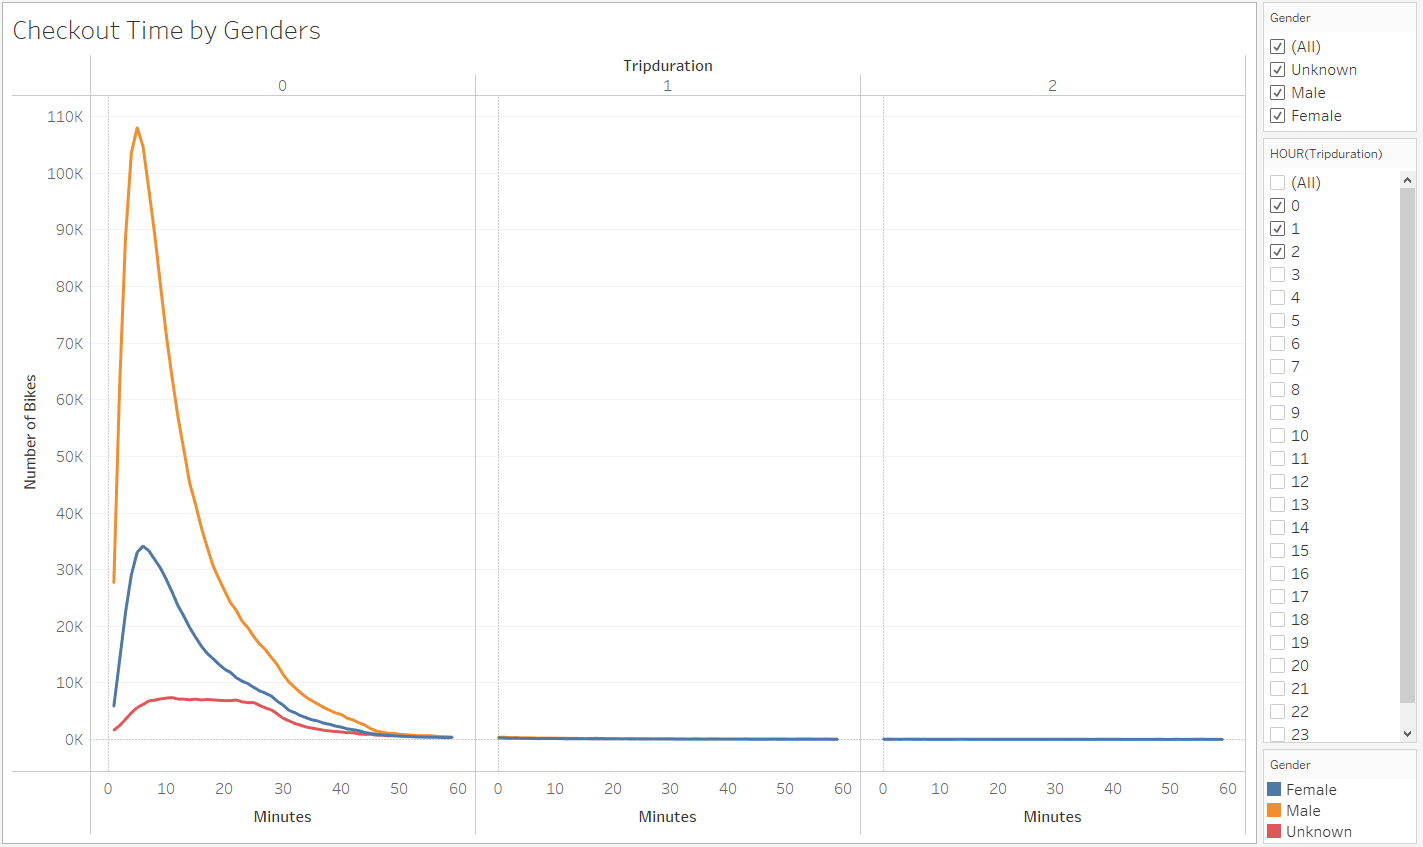 Checkout Time by Genders
Tripduration
0 1 2
110K
100K
90K
80K
70K
60K
50K
40K
30K
20K
10K
0K
Number of Bikes
0 10 20 30 40 50 60 0 10 20 30 40 50 60 0 10 20 30 40 50 60
Minutes Minutes Minutes
Gender
(All)
Unknown
Male
Female
HOUR(Tripduration)
(All)
0
1
2
3
4
5
6
7
8
9
10
11
12
13
14
15
16
17
18
19
20
21
22
23
Gender
Female
Male
Unknown